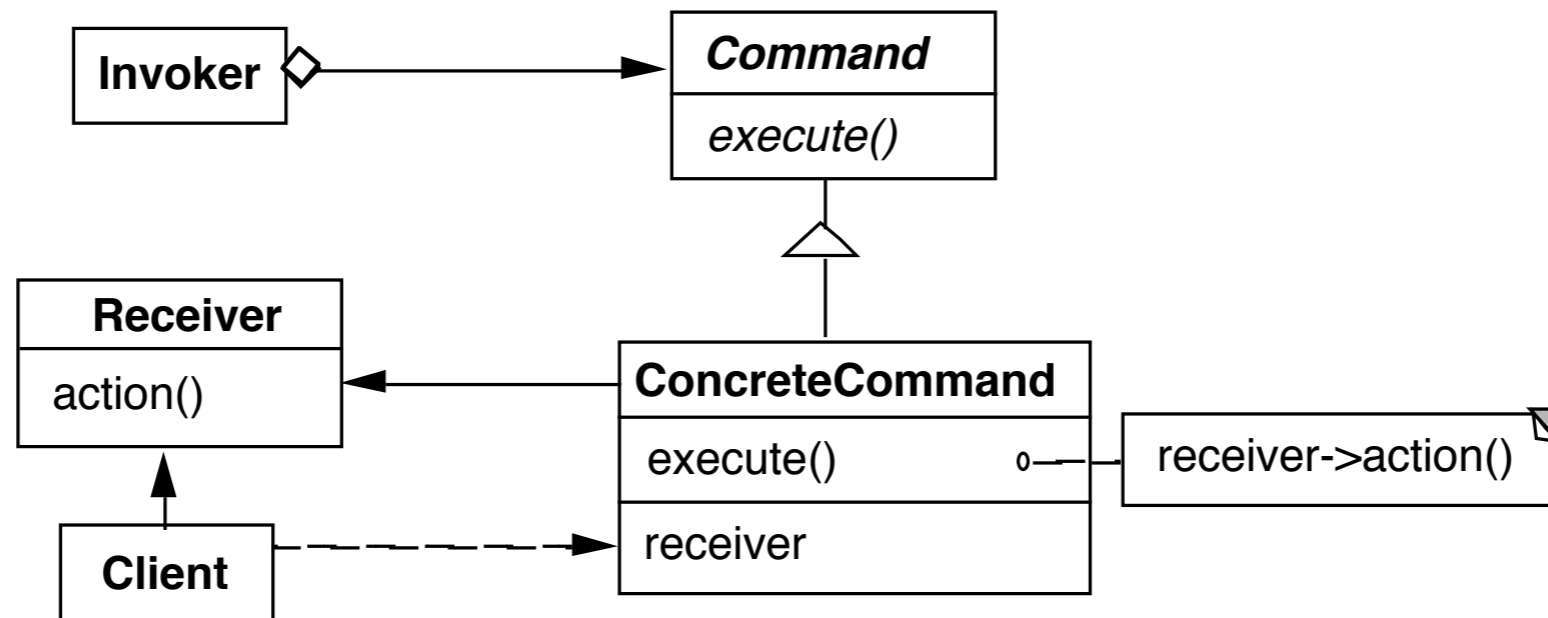 Invoker
Command
execute()
Receiver
action()
ConcreteCommand
execute()
receiver->action()
receiver
Client